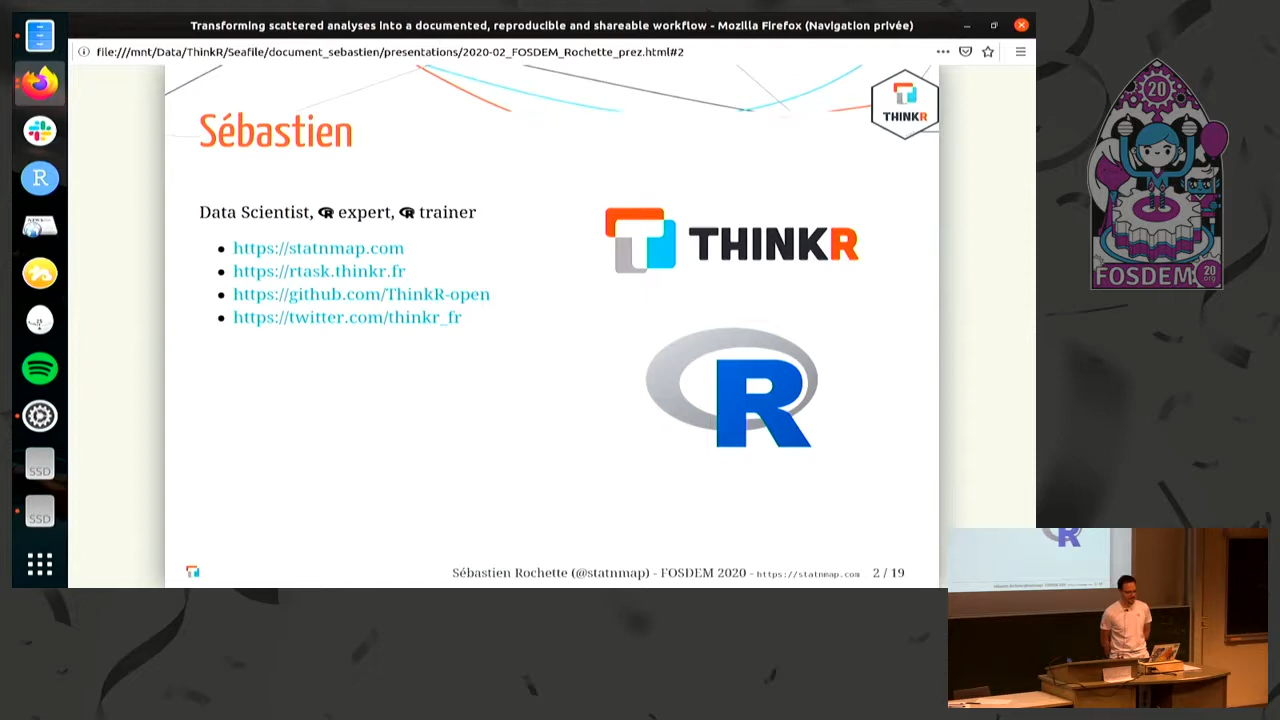 Transforming scattered analyses into a documented, reproducible and shareable workflow - Mozilla Firefox (Navigation privée)
file:///mnt/Data/ThinkR/Seafile/document_sebastien/presentations/2020-02_FOSDEM_Rochette_prez.html#2
THINKR
Sébastien
Data Scientist, R expert, R trainer
https://statnmap.com
https://rtask.thinkr.fr
https://github.com/ThinkR-open
https://twitter.com/thinkr_fr
THINKR
R
Sébastien Rochette (@statnmap) - FOSDEM 2020 - https://statnmap.com 2 / 19
R
SSD
SSD
20
FOSDEM
20
.org
R